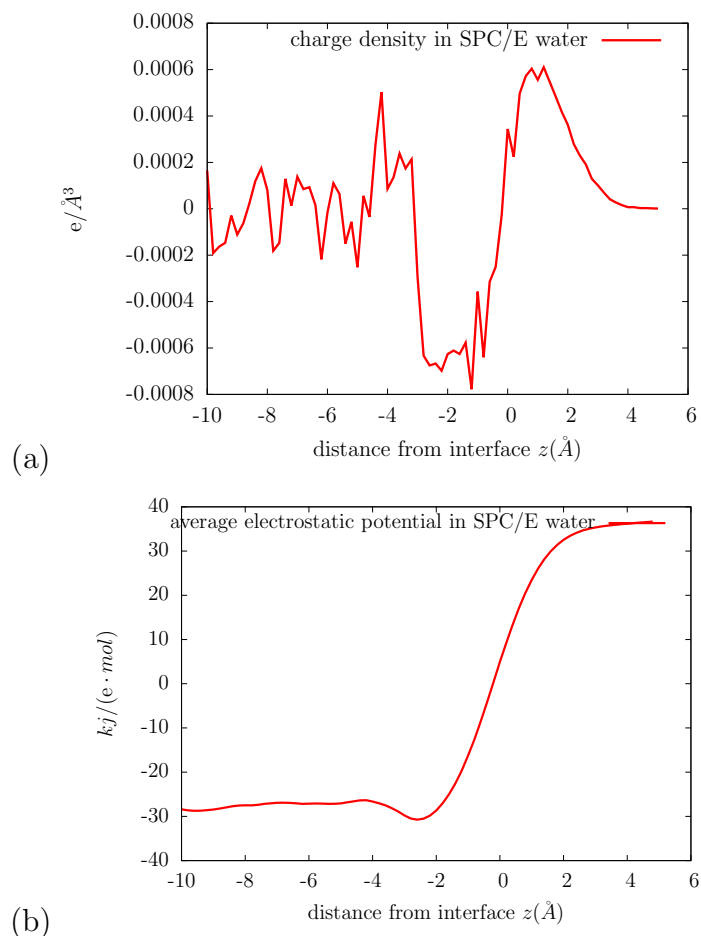 0.0008
charge density in SPC/E water
0.0006
0.0004
0.0002
0
-0.0002
-0.0004
-0.0006
-0.0008
e/Å³
-10 -8 -6 -4 -2 0 2 4 6
distance from interface z(Å)
(a)
40
average electrostatic potential in SPC/E water
30
20
10
0
-10
-20
-30
-40
kj/(e · mol)
-10 -8 -6 -4 -2 0 2 4 6
distance from interface z(Å)
(b)